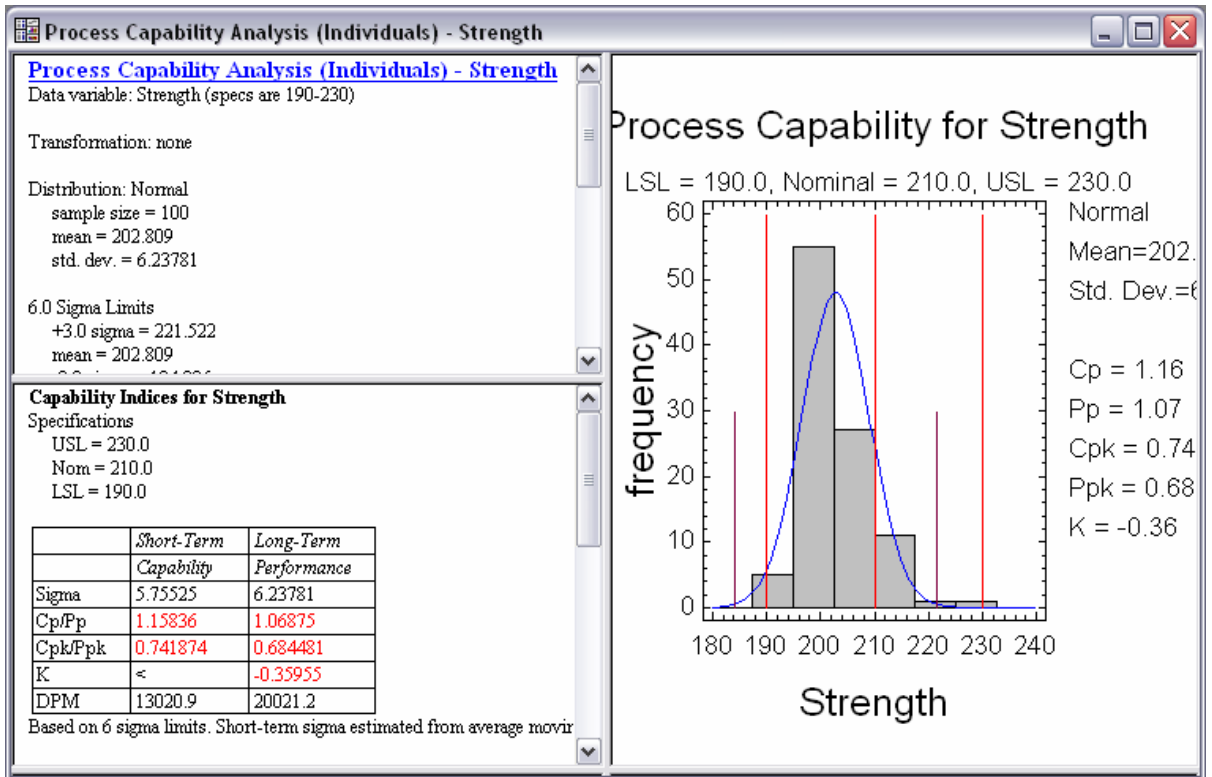 Process Capability Analysis (Individuals) - Strength
Process Capability Analysis (Individuals) - Strength
Data variable: Strength (specs are 190-230)
Transformation: none
Distribution: Normal
sample size = 100
mean = 202.809
std. dev. = 6.23781
6.0 Sigma Limits
+3.0 sigma = 221.522
mean = 202.809
Capability Indices for Strength
Specifications
USL = 230.0
Nom = 210.0
LSL = 190.0
Short-Term Long-Term
Capability Performance
Sigma 5.75525 6.23781
Cp/Pp 1.15836 1.06875
Cpk/Ppk 0.741874 0.684481
K < -0.35955
DPM 13020.9 20021.2
Based on 6 sigma limits. Short-term sigma estimated from average movin
Process Capability for Strength
LSL = 190.0, Nominal = 210.0, USL = 230.0
60
50
40
30
20
10
0
frequency
180 190 200 210 220 230 240
Strength
Normal
Mean=202.
Std. Dev.=6
Cp = 1.16
Pp = 1.07
Cpk = 0.74
Ppk = 0.68
K = -0.36